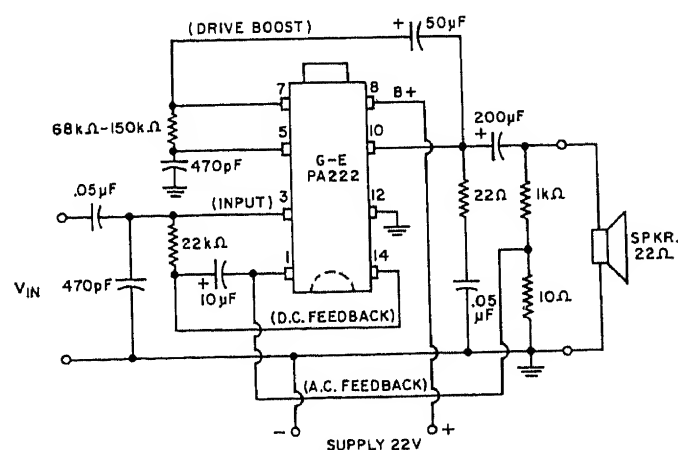 (DRIVE BOOST)
+ 50µF
7
8
B+
68kΩ-150kΩ
5
10
200µF
+
470pF
G-E
PA222
.05µF
(INPUT)
3
12
22Ω
1kΩ
22kΩ
SPKR.
22Ω
1
14
VIN
470pF
+
10µF
.05
µF
10Ω
(D.C. FEEDBACK)
(A.C. FEEDBACK)
- +
SUPPLY 22V